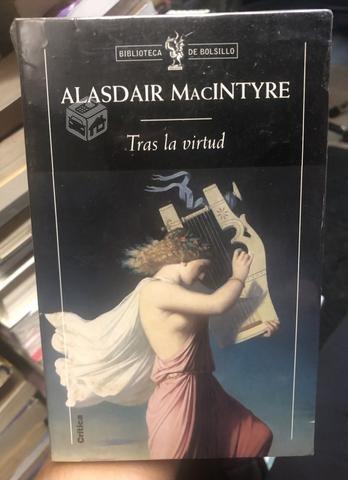 BIBLIOTECA DE BOLSILLO
ALASDAIR MACINTYRE
Tras la virtud
Crítica